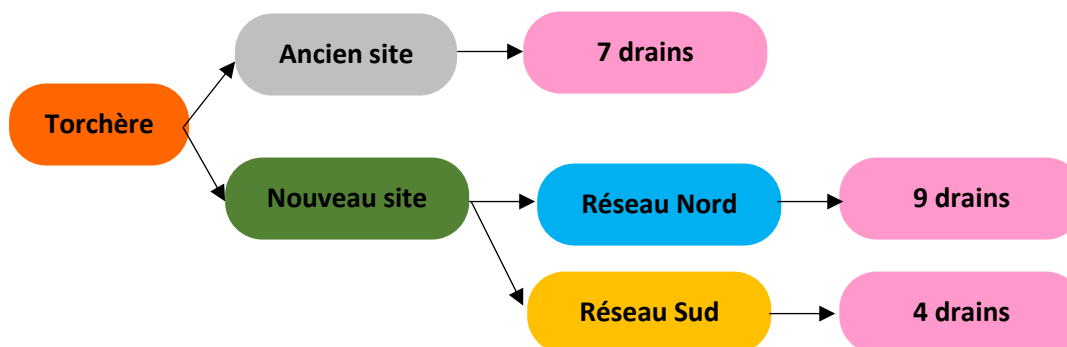 Ancien site
7 drains
Torchère
Nouveau site
Réseau Nord
9 drains
Réseau Sud
4 drains